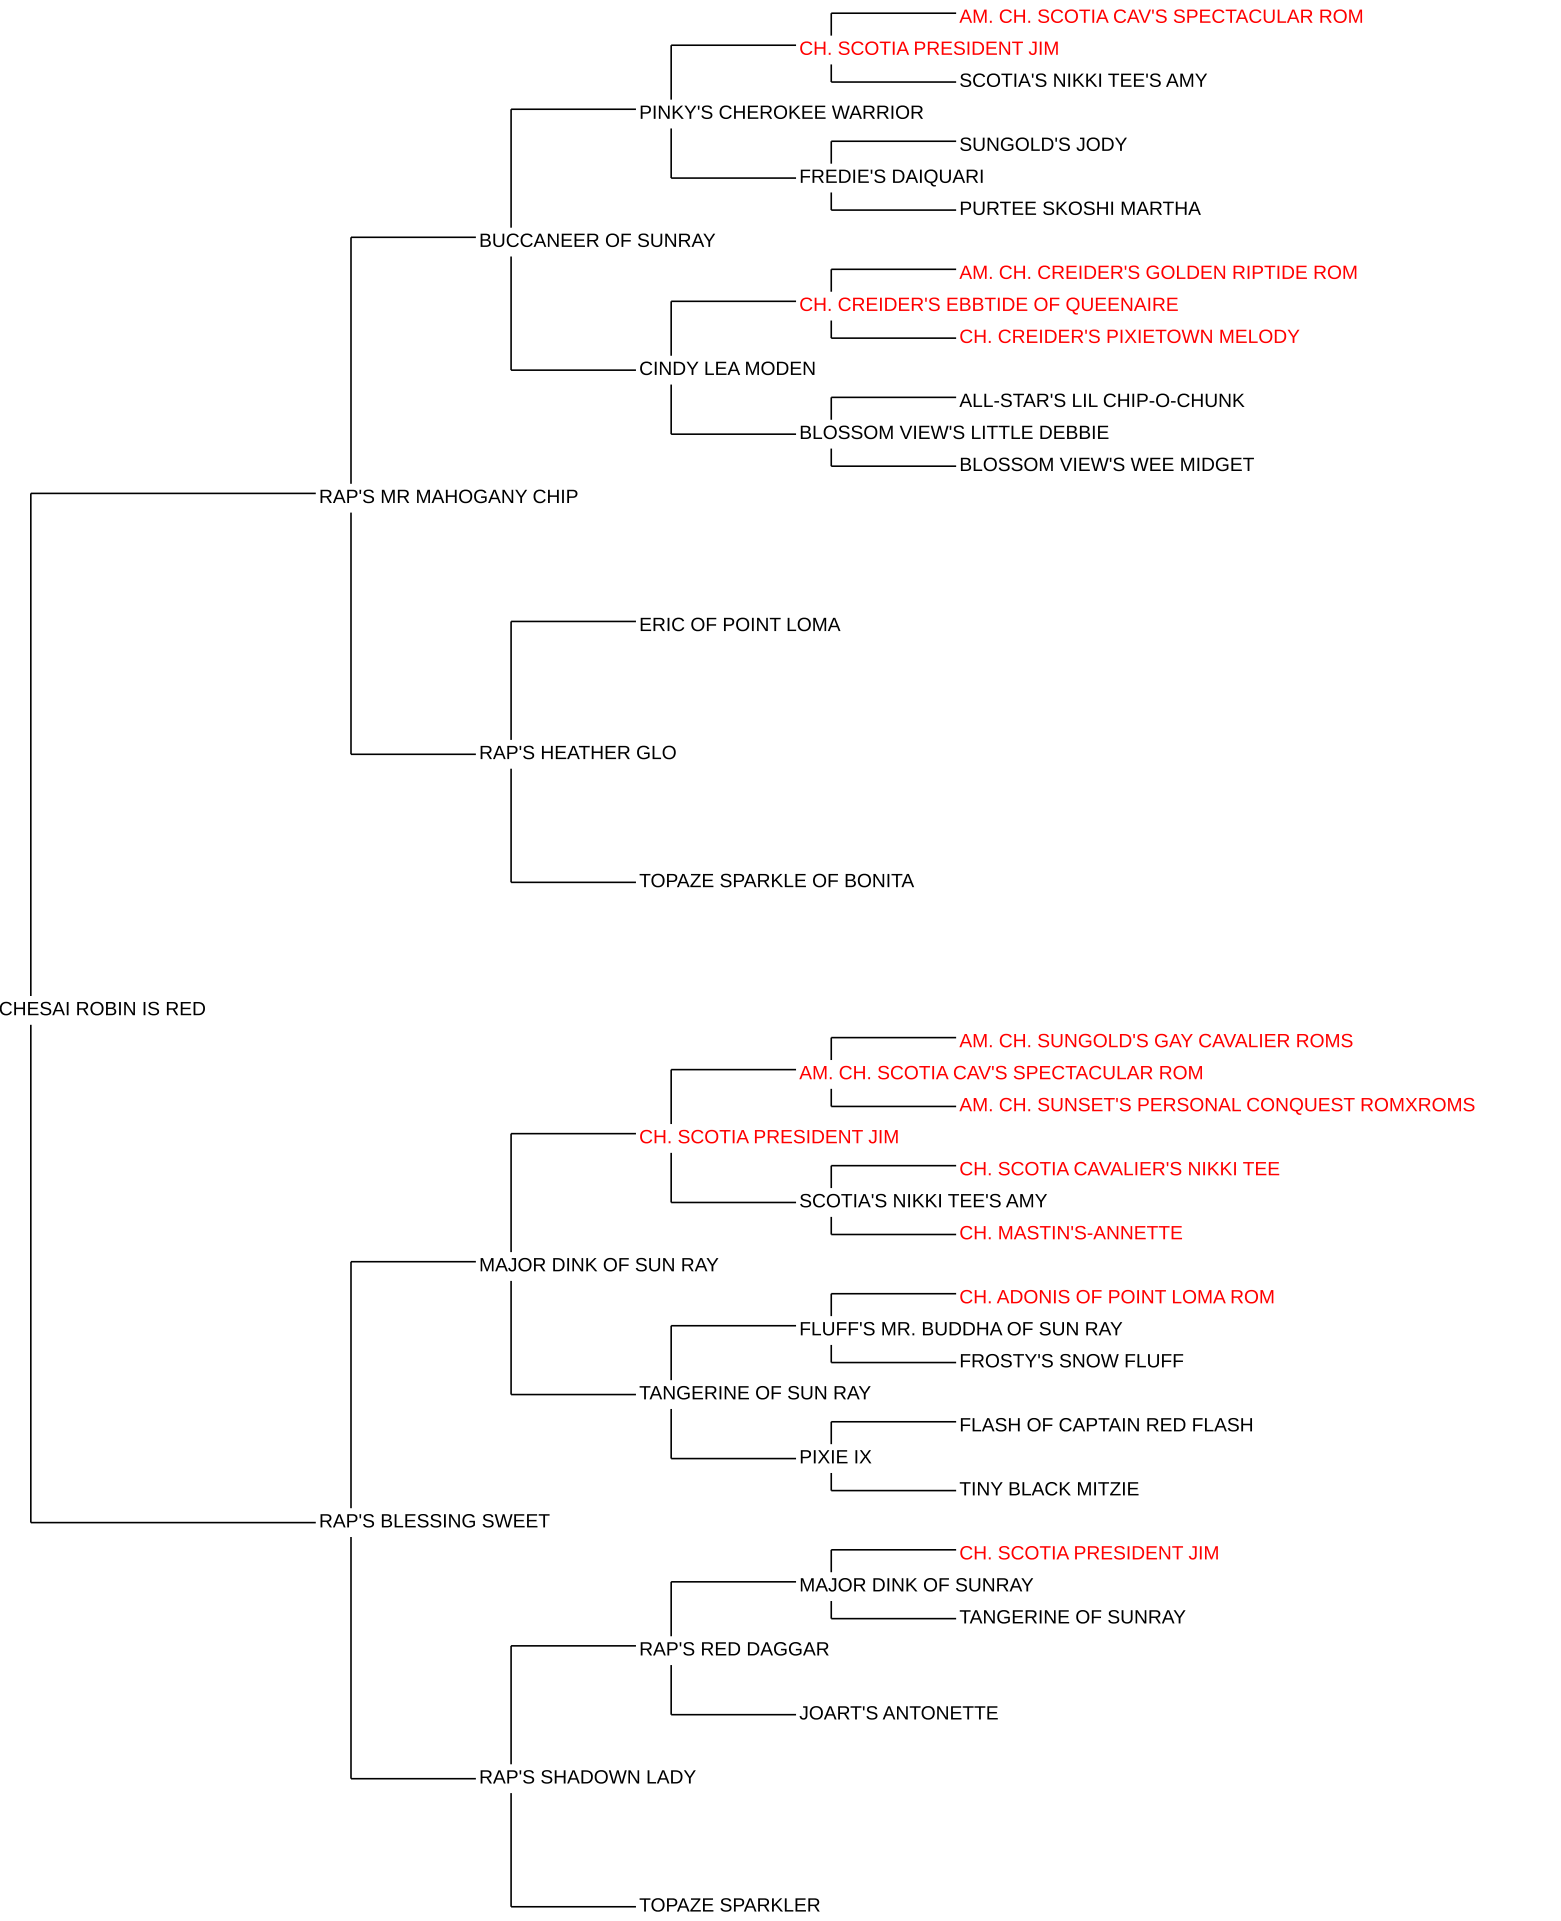 AM. CH. SCOTIA CAV'S SPECTACULAR ROM
CH. SCOTIA PRESIDENT JIM
SCOTIA'S NIKKI TEE'S AMY
PINKY'S CHEROKEE WARRIOR
SUNGOLD'S JODY
FREDIE'S DAIQUARI
PURTEE SKOSHI MARTHA
BUCCANEER OF SUNRAY
AM. CH. CREIDER'S GOLDEN RIPTIDE ROM
CH. CREIDER'S EBBTIDE OF QUEENAIRE
CH. CREIDER'S PIXIETOWN MELODY
CINDY LEA MODEN
ALL-STAR'S LIL CHIP-O-CHUNK
BLOSSOM VIEW'S LITTLE DEBBIE
BLOSSOM VIEW'S WEE MIDGET
RAP'S MR MAHOGANY CHIP
ERIC OF POINT LOMA
RAP'S HEATHER GLO
TOPAZE SPARKLE OF BONITA
CHESAI ROBIN IS RED
AM. CH. SUNGOLD'S GAY CAVALIER ROMS
AM. CH. SCOTIA CAV'S SPECTACULAR ROM
AM. CH. SUNSET'S PERSONAL CONQUEST ROMXROMS
CH. SCOTIA PRESIDENT JIM
CH. SCOTIA CAVALIER'S NIKKI TEE
SCOTIA'S NIKKI TEE'S AMY
CH. MASTIN'S-ANNETTE
MAJOR DINK OF SUN RAY
CH. ADONIS OF POINT LOMA ROM
FLUFF'S MR. BUDDHA OF SUN RAY
FROSTY'S SNOW FLUFF
TANGERINE OF SUN RAY
FLASH OF CAPTAIN RED FLASH
PIXIE IX
TINY BLACK MITZIE
RAP'S BLESSING SWEET
CH. SCOTIA PRESIDENT JIM
MAJOR DINK OF SUNRAY
TANGERINE OF SUNRAY
RAP'S RED DAGGAR
JOART'S ANTONETTE
RAP'S SHADOWN LADY
TOPAZE SPARKLER